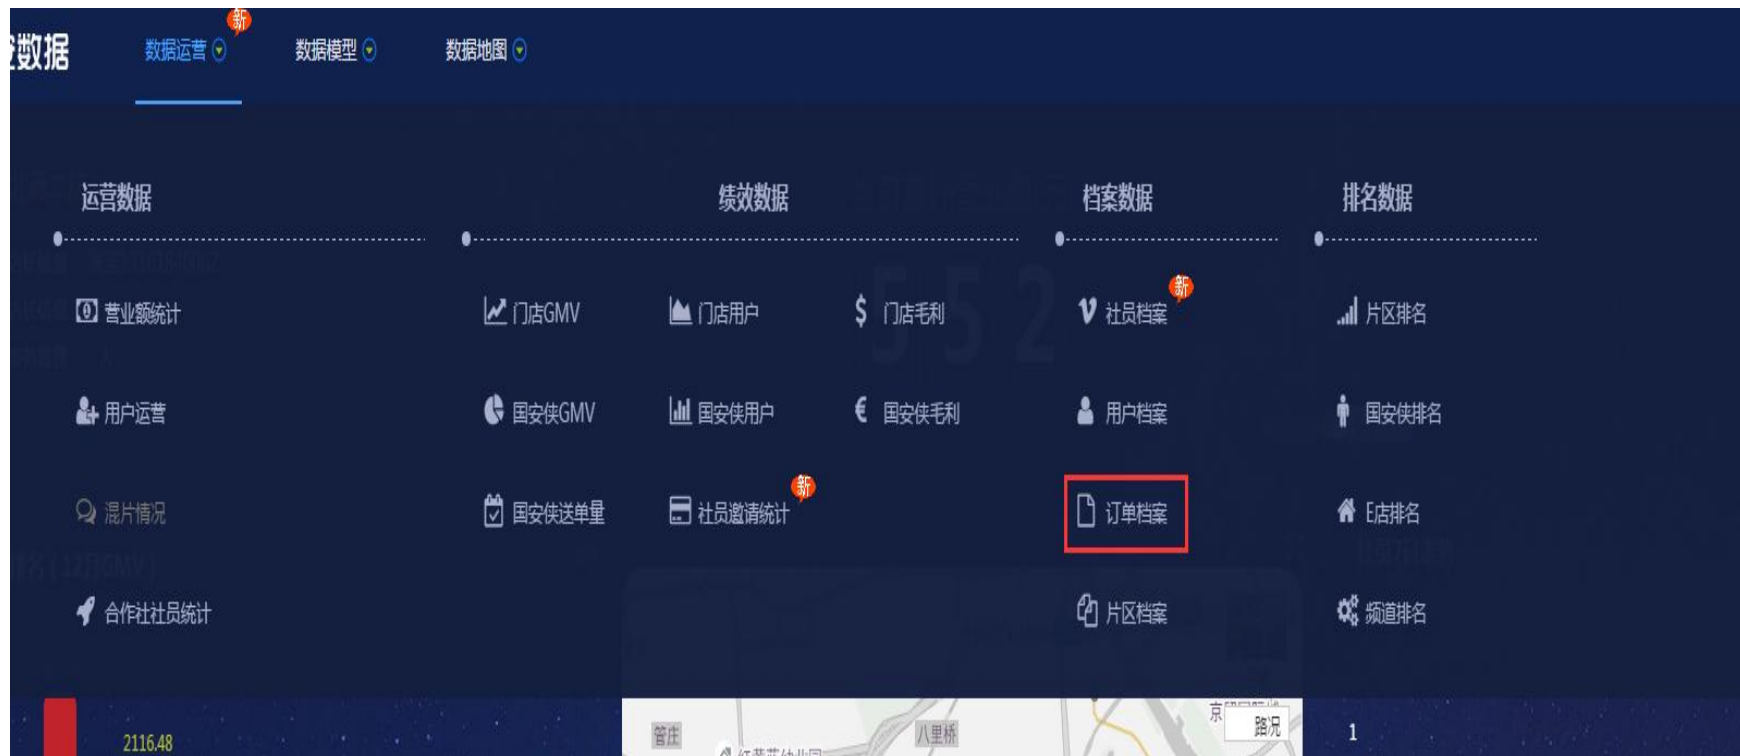 数据
数据运营 新
数据模型
数据地图
运营数据
绩效数据
档案数据
排名数据
营业额统计
门店GMV
门店用户
门店毛利
社员档案 新
片区排名
用户运营
国安侠GMV
国安侠用户
国安侠毛利
用户档案
国安侠排名
混片情况
国安侠送单量
社员邀请统计 新
订单档案
E店排名
合作社社员统计
片区档案
频道排名
552
2116.48
管庄
八里桥
路况
1